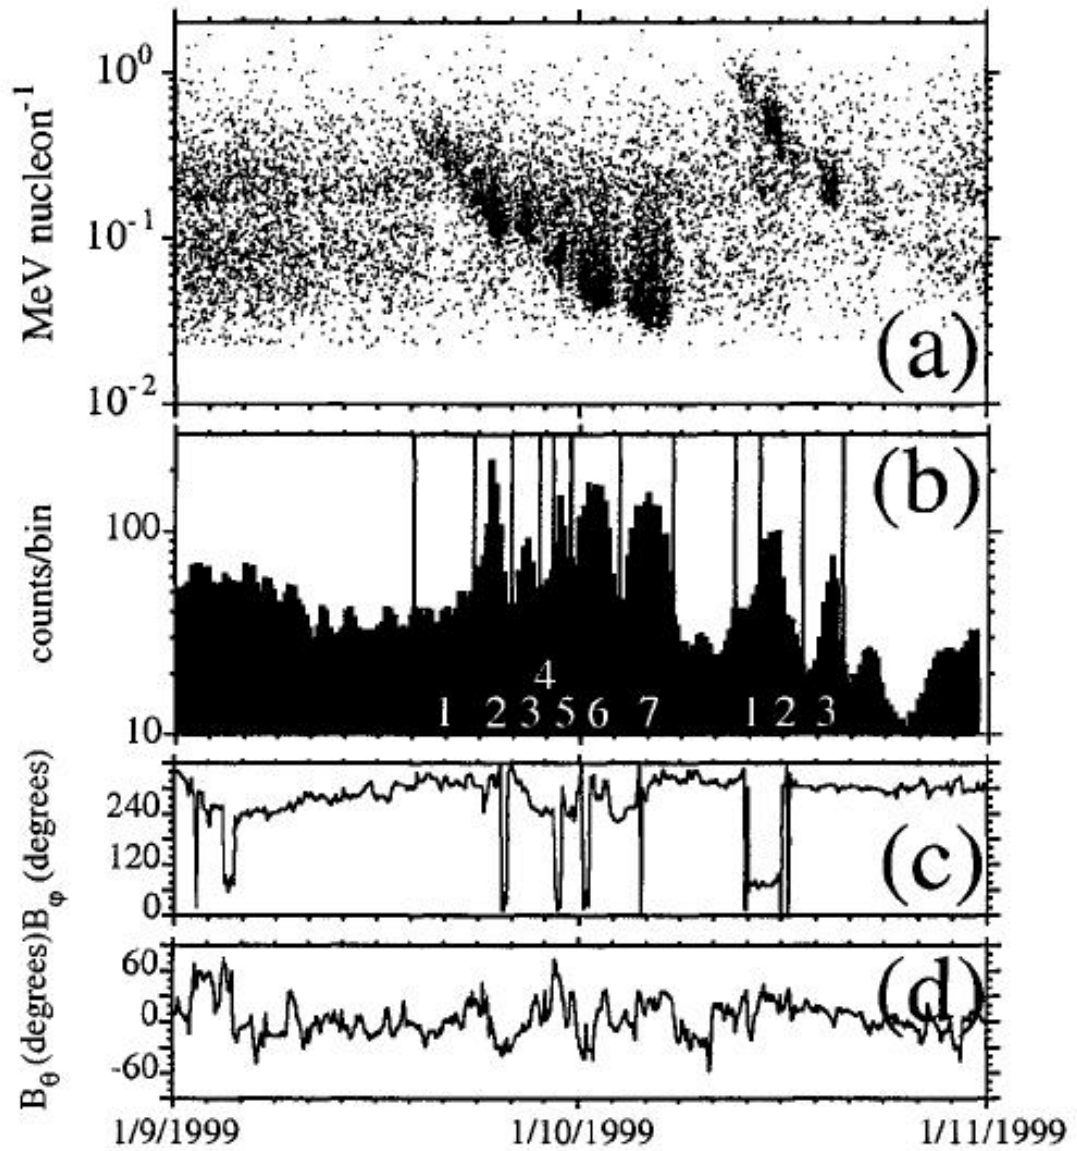 10⁰
10⁻¹
10⁻²
MeV nucleon⁻¹
(a)
100
10
counts/bin
(b)
4
1 2 3 5 6 7 1 2 3
240
120
0
Bφ (degrees)
(c)
60
0
-60
Bθ (degrees)
(d)
1/9/1999 1/10/1999 1/11/1999